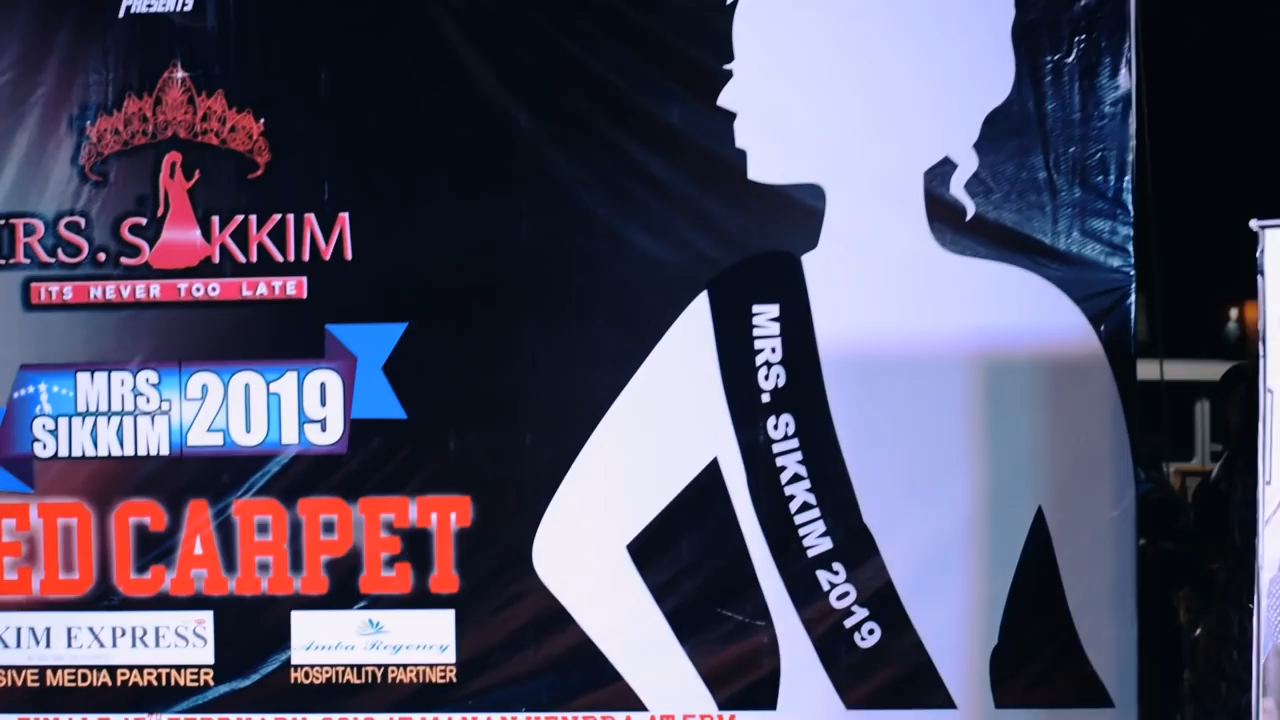 PRESENTS
MRS. SIKKIM
ITS NEVER TOO LATE
MRS.
SIKKIM
2019
ED CARPET
KIM EXPRESS
SIVE MEDIA PARTNER
Amba Regency
HOSPITALITY PARTNER
MRS. SIKKIM 2019